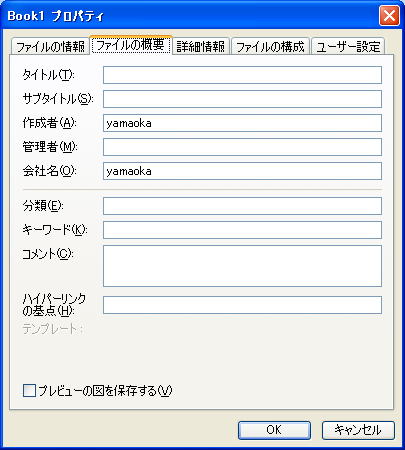 Book1 プロパティ
ファイルの情報 ファイルの概要 詳細情報 ファイルの構成 ユーザー設定
タイトル(T):
サブタイトル(S):
作成者(A): yamaoka
管理者(M):
会社名(O): yamaoka
分類(E):
キーワード(K):
コメント(C):
ハイパーリンク
の基点(H):
テンプレート:
プレビューの図を保存する(V)
OK キャンセル